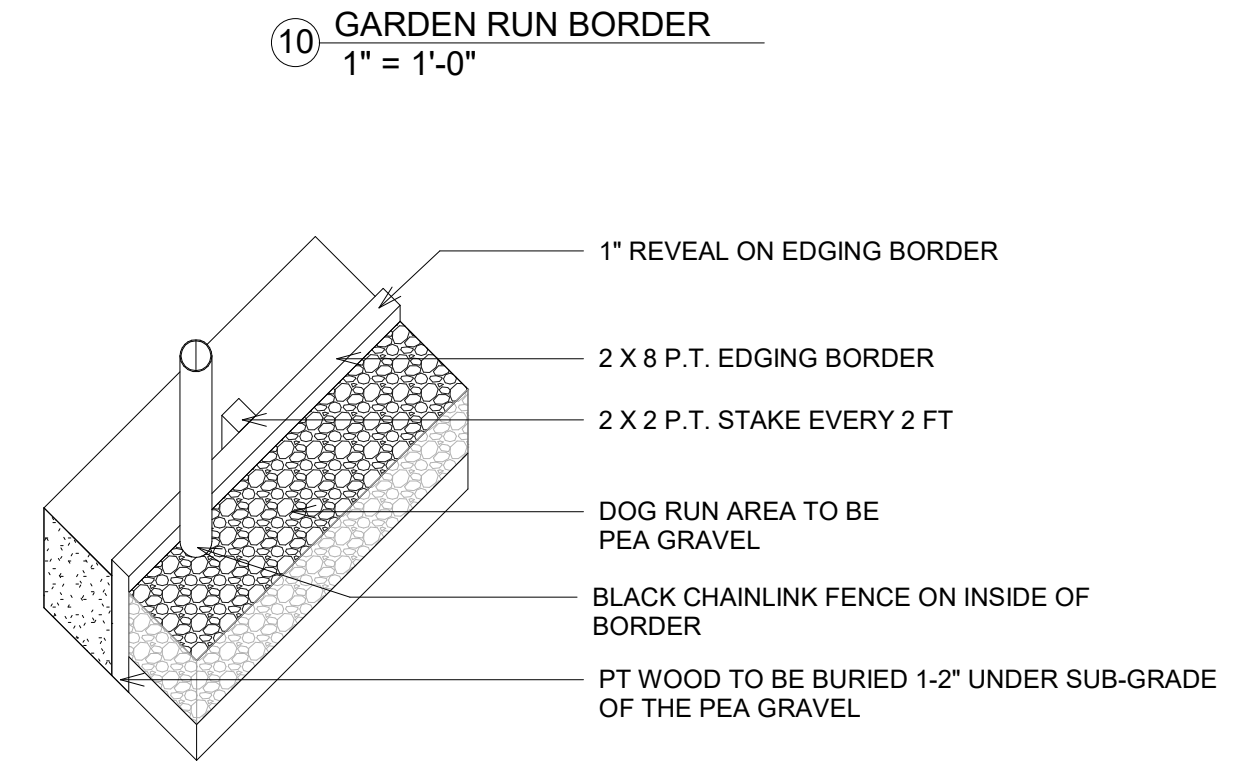 10
GARDEN RUN BORDER
1" = 1'-0"
1" REVEAL ON EDGING BORDER
2 X 8 P.T. EDGING BORDER
2 X 2 P.T. STAKE EVERY 2 FT
DOG RUN AREA TO BE
PEA GRAVEL
BLACK CHAINLINK FENCE ON INSIDE OF
BORDER
PT WOOD TO BE BURIED 1-2" UNDER SUB-GRADE
OF THE PEA GRAVEL